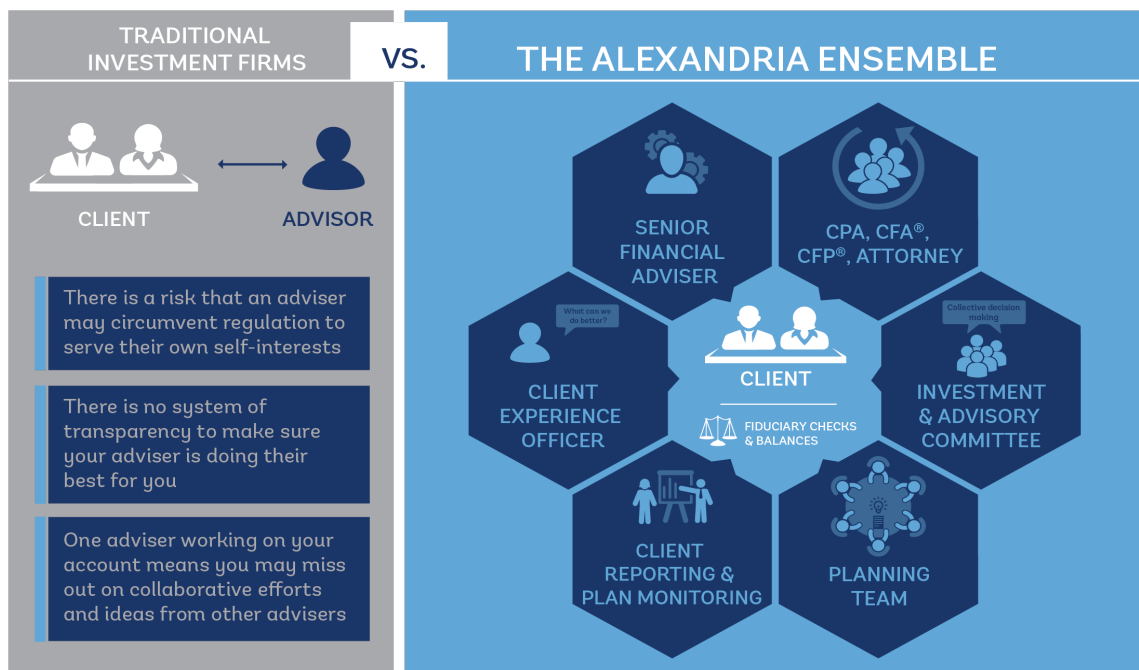 TRADITIONAL
INVESTMENT FIRMS
VS.
THE ALEXANDRIA ENSEMBLE
CLIENT
ADVISOR
There is a risk that an adviser
may circumvent regulation to
serve their own self-interests
There is no system of
transparency to make sure
your adviser is doing their
best for you
One adviser working on your
account means you may miss
out on collaborative efforts
and ideas from other advisers
SENIOR
FINANCIAL
ADVISER
CPA, CFA®,
CFP®, ATTORNEY
What can we
do better?
CLIENT
EXPERIENCE
OFFICER
CLIENT
FIDUCIARY CHECKS
& BALANCES
Collective decision
making
INVESTMENT
& ADVISORY
COMMITTEE
CLIENT
REPORTING &
PLAN MONITORING
PLANNING
TEAM